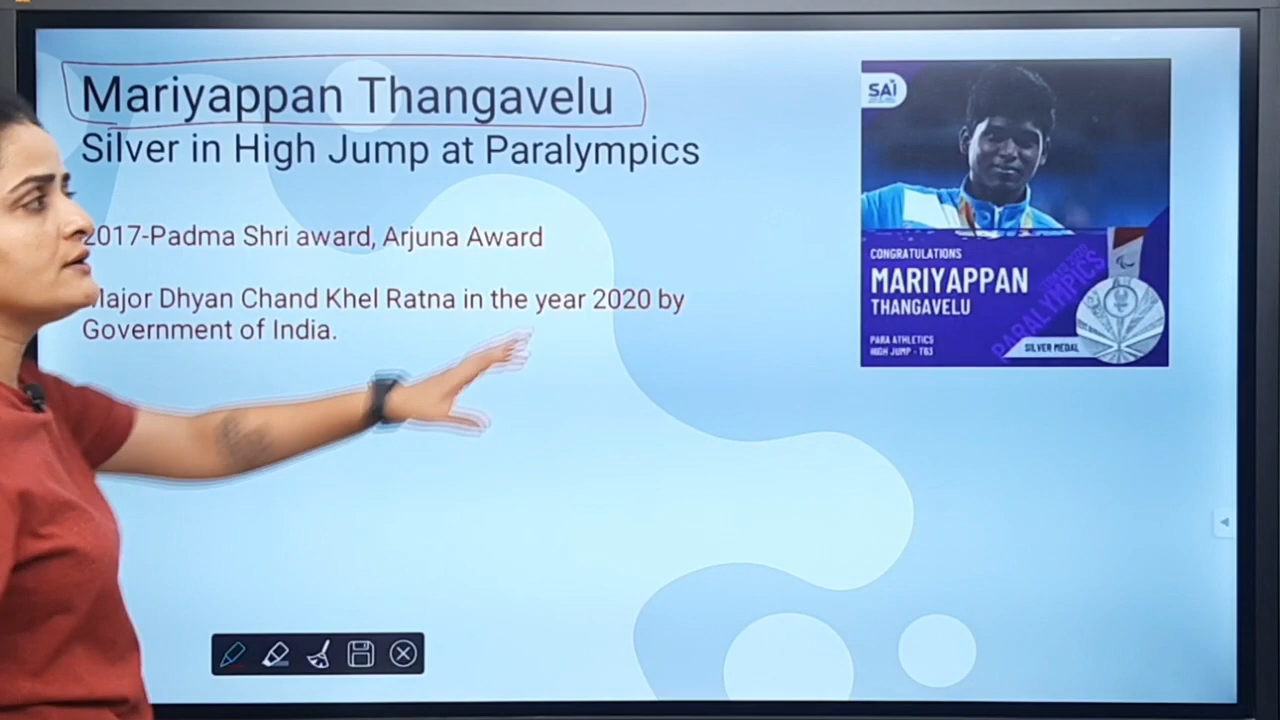 Mariyappan Thangavelu
Silver in High Jump at Paralympics
2017-Padma Shri award, Arjuna Award
Major Dhyan Chand Khel Ratna in the year 2020 by
Government of India.
SAI
CONGRATULATIONS
MARIYAPPAN
THANGAVELU
PARA ATHLETICS
HIGH JUMP - T63
PARALYMPICS
SILVER MEDAL